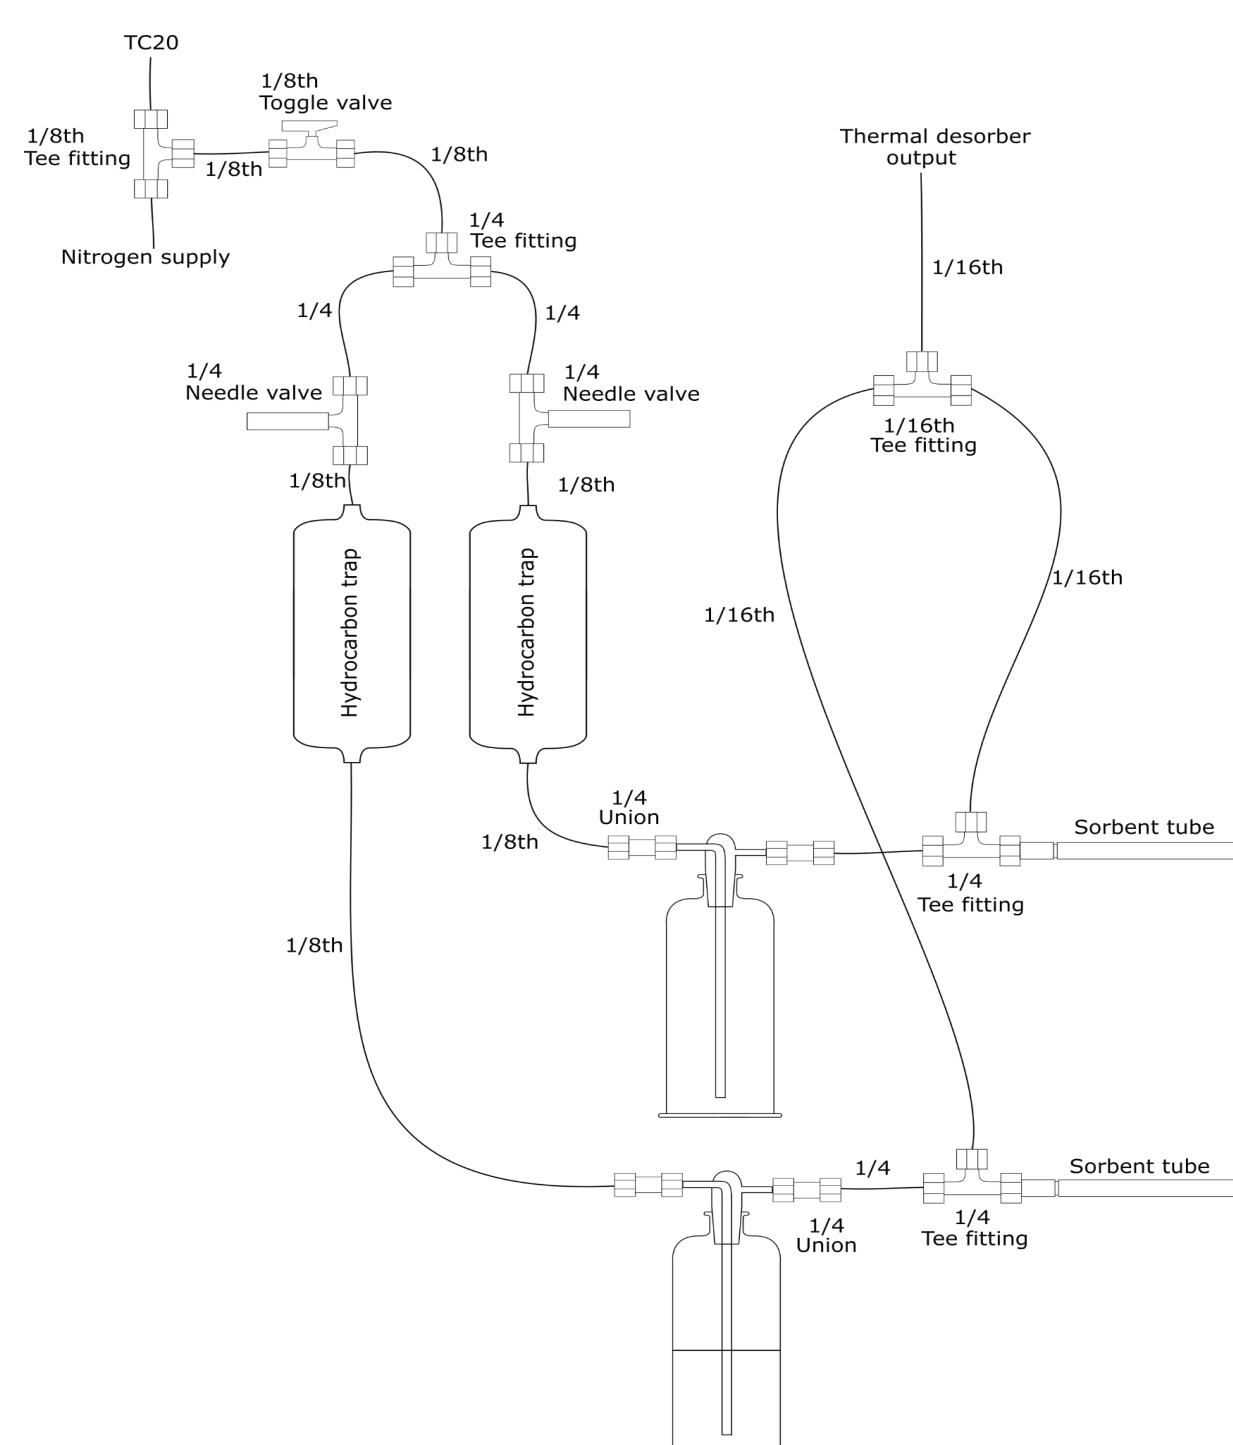 TC20
1/8th
Toggle valve
1/8th
Tee fitting
1/8th
1/8th
Nitrogen supply
1/4
Tee fitting
1/4
1/4
1/4
Needle valve
1/4
Needle valve
1/8th
1/8th
Hydrocarbon trap
Hydrocarbon trap
Thermal desorber
output
1/16th
1/16th
Tee fitting
1/16th
1/16th
1/4
Union
1/8th
Sorbent tube
1/4
Tee fitting
1/8th
1/4
Sorbent tube
1/4
Union
1/4
Tee fitting